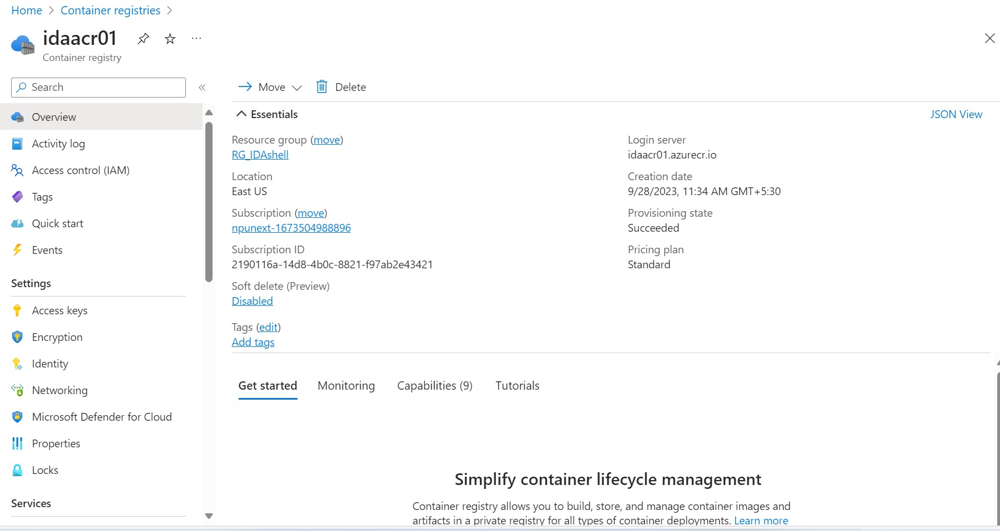 Home > Container registries >
idaacr01 ...
Container registry
Search «
Move Delete
Overview
Activity log
Access control (IAM)
Tags
Quick start
Events
Settings
Access keys
Encryption
Identity
Networking
Microsoft Defender for Cloud
Properties
Locks
Services
Essentials JSON View
Resource group (move)
RG_IDAshell
Location
East US
Subscription (move)
npunext-1673504988896
Subscription ID
2190116a-14d8-4b0c-8821-f97ab2e43421
Soft delete (Preview)
Disabled
Tags (edit)
Add tags
Login server
idaacr01.azurecr.io
Creation date
9/28/2023, 11:34 AM GMT+5:30
Provisioning state
Succeeded
Pricing plan
Standard
Get started Monitoring Capabilities (9) Tutorials
Simplify container lifecycle management
Container registry allows you to build, store, and manage container images and
artifacts in a private registry for all types of container deployments. Learn more